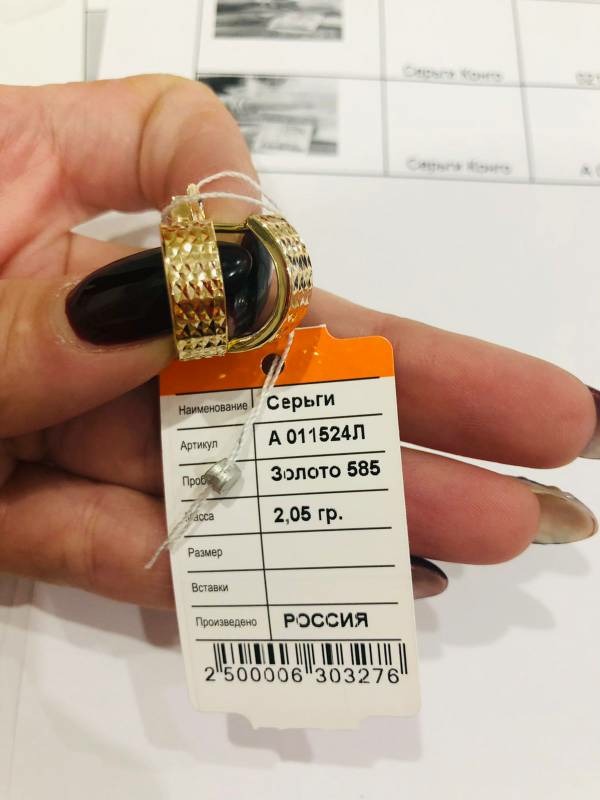 Серьги Конго
Серьги Конго
Наименование Серьги
Артикул А 011524Л
Золото 585
Масса 2,05 гр.
Размер
Вставки
Произведено РОССИЯ
2 500006 303276